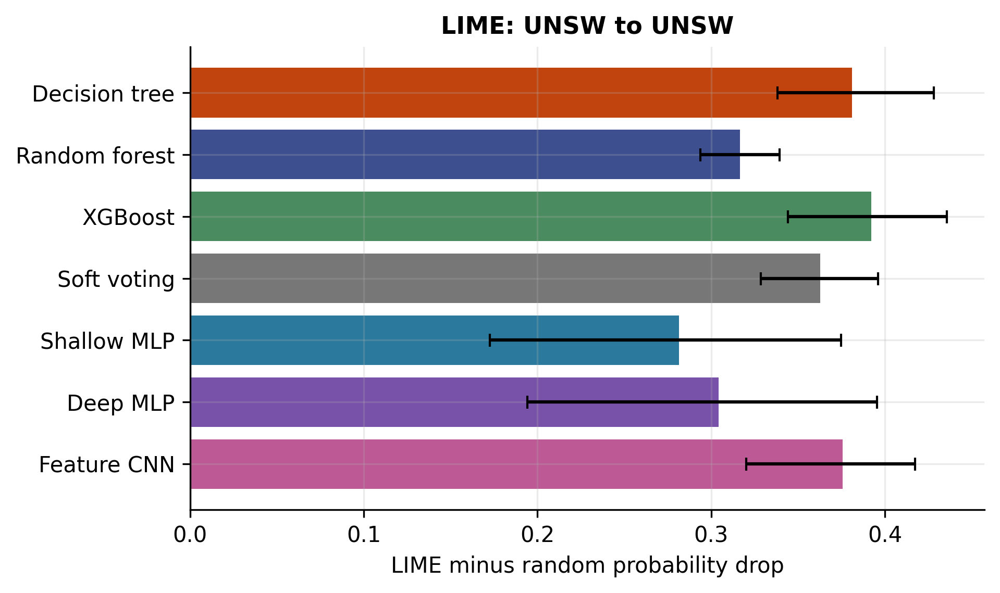 LIME: UNSW to UNSW
Decision tree
Random forest
XGBoost
Soft voting
Shallow MLP
Deep MLP
Feature CNN
0.0 0.1 0.2 0.3 0.4
LIME minus random probability drop